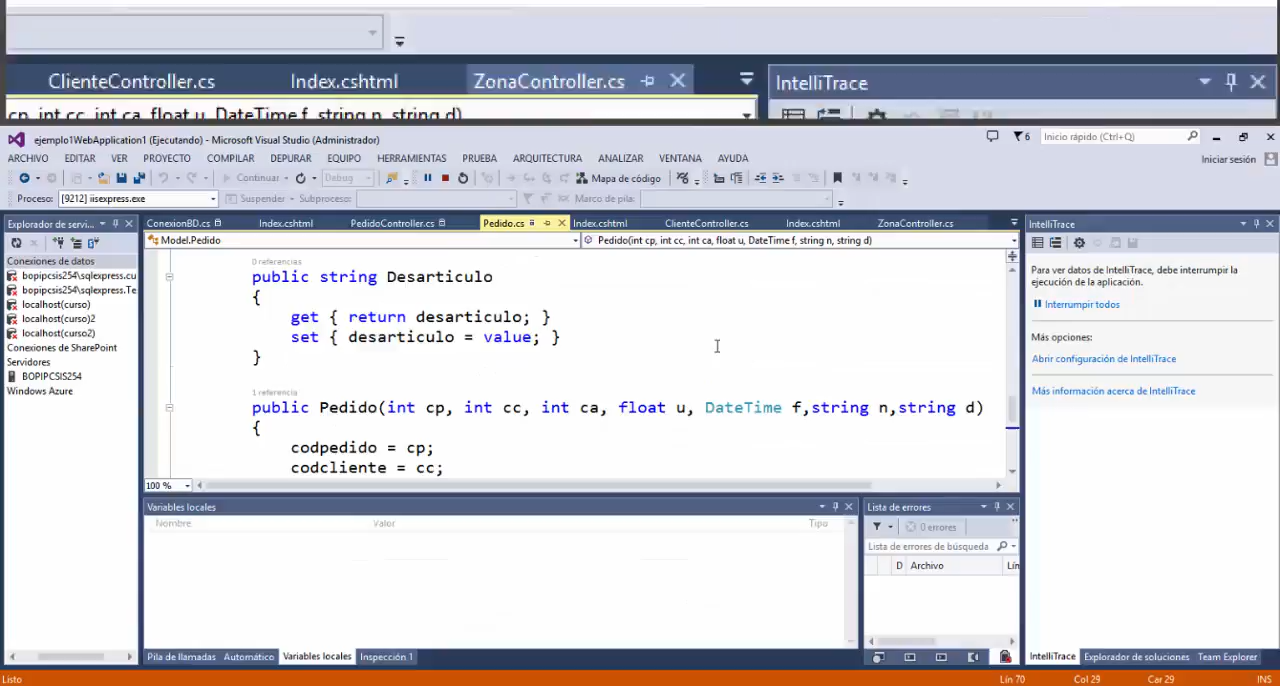 ClienteController.cs Index.cshtml ZonaController.cs IntelliTrace
cp, int cc, int ca, float u, DateTime f, string n, string d)
ejemplo1WebApplication1 (Ejecutando) - Microsoft Visual Studio (Administrador) 6 Inicio rápido (Ctrl+Q)
ARCHIVO EDITAR VER PROYECTO COMPILAR DEPURAR EQUIPO HERRAMIENTAS PRUEBA ARQUITECTURA ANALIZAR VENTANA AYUDA Iniciar sesión
Continuar Debug Mapa de código
Proceso: [9212] iisexpress.exe Suspender Subproceso: Marco de pila:
Explorador de servi... ConexionBD.cs Index.cshtml PedidoController.cs Pedido.cs Index.cshtml ClienteController.cs Index.cshtml ZonaController.cs IntelliTrace
Model.Pedido Pedido(int cp, int cc, int ca, float u, DateTime f, string n, string d)
Conexiones de datos
bopipcsis254\sqlexpress.cu
bopipcsis254\sqlexpress.Te
localhost(curso)
localhost(curso)2
localhost(curso2)
Conexiones de SharePoint
Servidores
BOPIPCSIS254
Windows Azure
0 referencias
public string Desarticulo
{
get { return desarticulo; }
set { desarticulo = value; }
}
1 referencia
public Pedido(int cp, int cc, int ca, float u, DateTime f,string n,string d)
{
codpedido = cp;
codcliente = cc;
100 %
Para ver datos de IntelliTrace, debe interrumpir la
ejecución de la aplicación.
Interrumpir todos
Más opciones:
Abrir configuración de IntelliTrace
Más información acerca de IntelliTrace
Variables locales
Nombre Valor Tipo
Lista de errores
0 errores
Lista de errores de búsqueda
D Archivo Lín
Pila de llamadas Automático Variables locales Inspección 1
IntelliTrace Explorador de soluciones Team Explorer
Listo Lín 70 Col 29 Car 29 INS